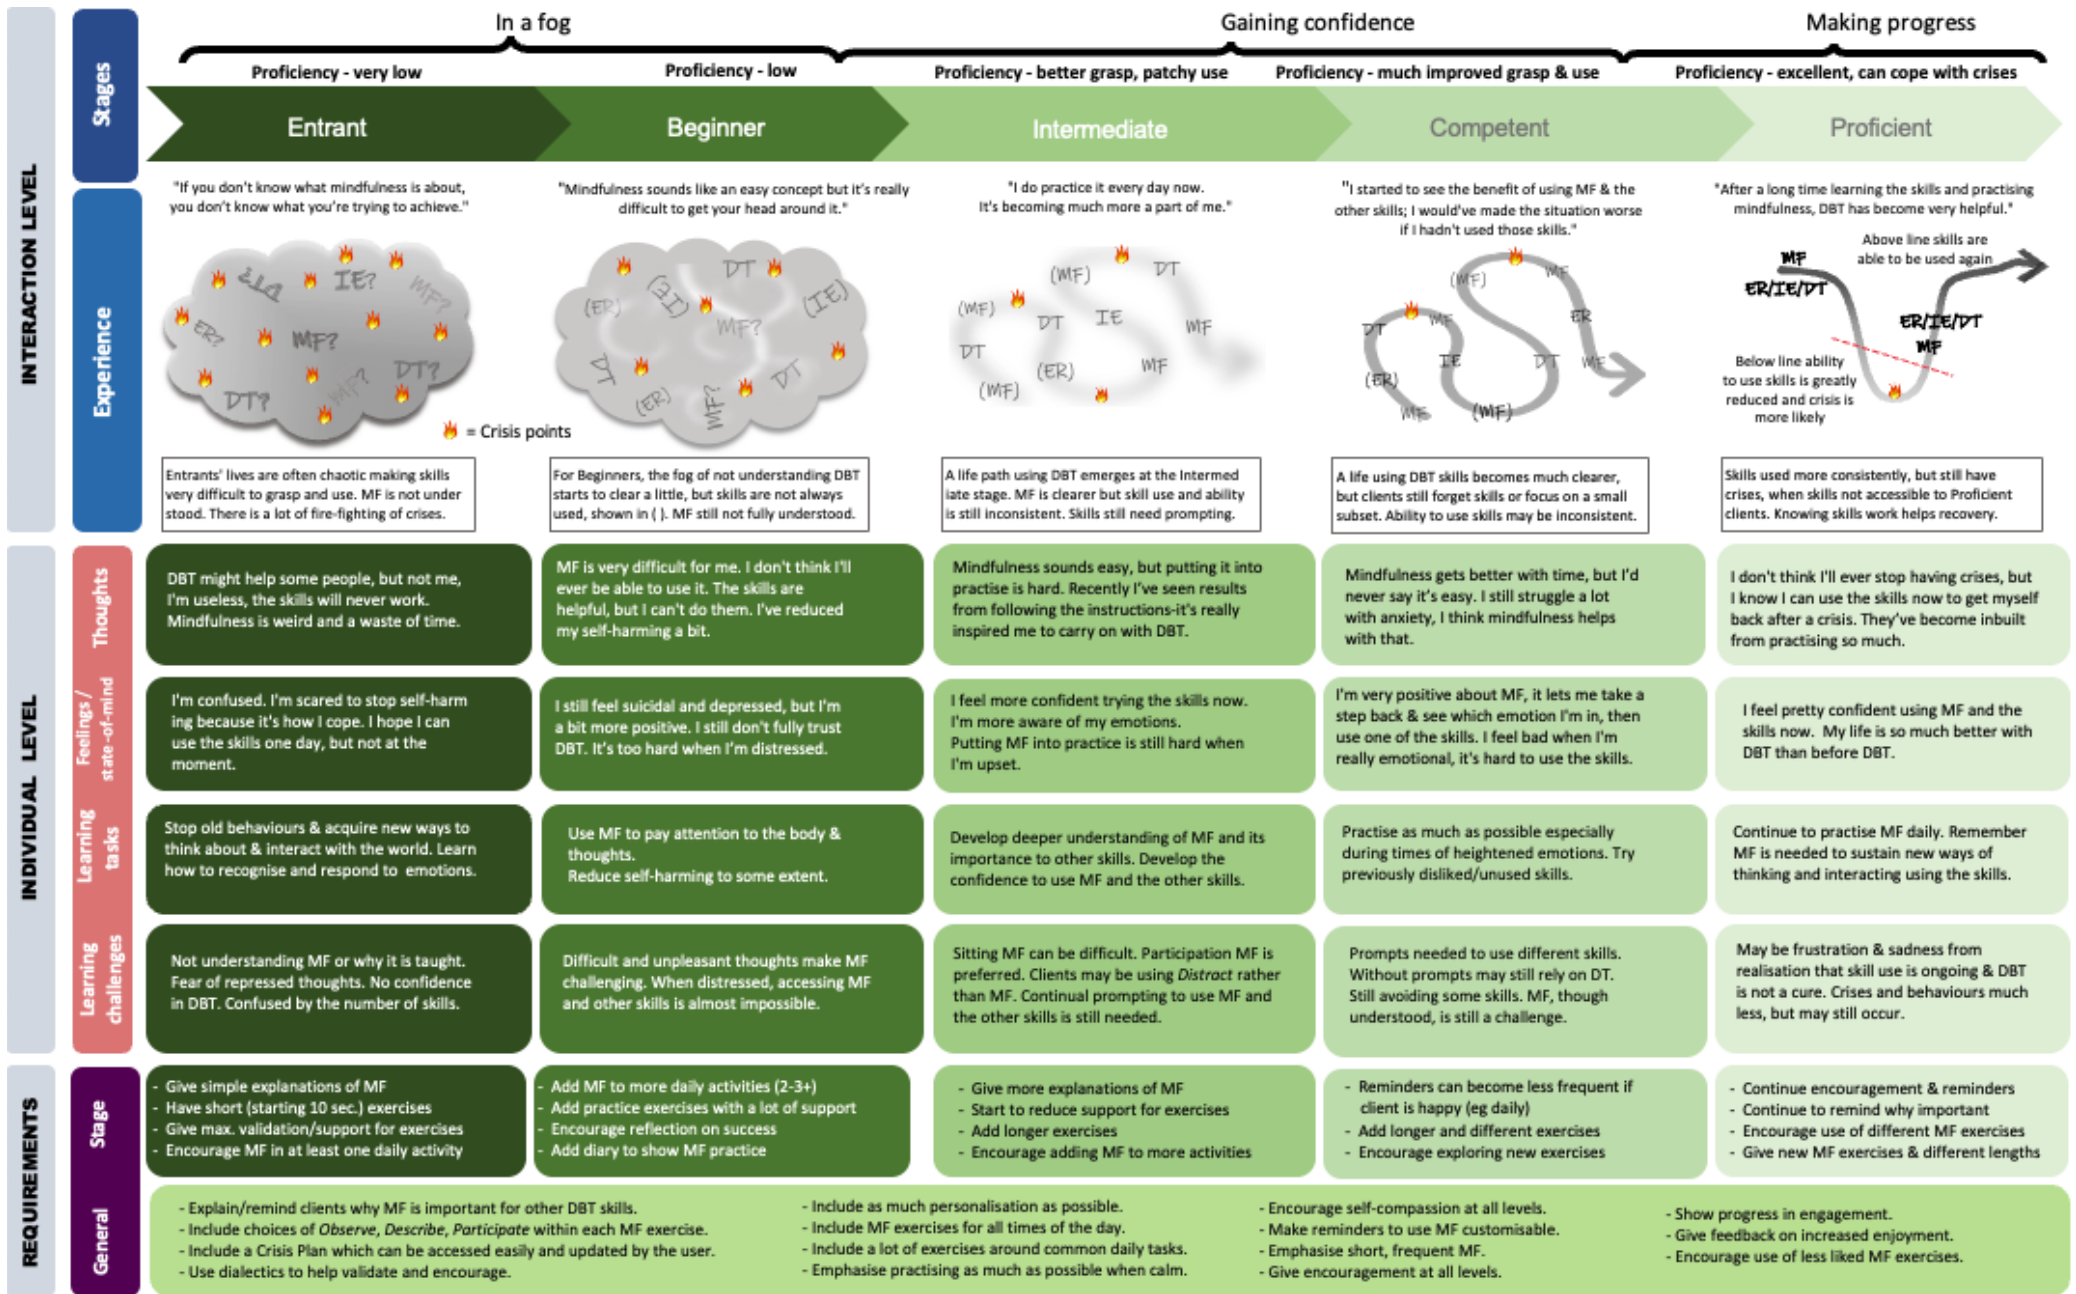 In a fog
Gaining confidence
Making progress
Stages
Proficiency - very low
Proficiency - low
Proficiency - better grasp, patchy use
Proficiency - much improved grasp & use
Proficiency - excellent, can cope with crises
Entrant
Beginner
Intermediate
Competent
Proficient
INTERACTION LEVEL
Experience
"If you don't know what mindfulness is about,
you don't know what you're trying to achieve."
"Mindfulness sounds like an easy concept but it's really
difficult to get your head around it."
"I do practice it every day now.
It's becoming much more a part of me."
"I started to see the benefit of using MF & the
other skills; I would've made the situation worse
if I hadn't used those skills."
"After a long time learning the skills and practising
mindfulness, DBT has become very helpful."
DT?
IE?
MF?
ER?
MF?
DT?
MF?
DT?
= Crisis points
DT
(ER)
(IE)
(IE)
MF?
DT
DT
(ER)
MF?
(MF)
DT
(MF)
DT
IE
MF
DT
(ER)
MF
(MF)
(MF)
MF
DT
MF
ER
IE
DT
MF
(ER)
MF
(MF)
MF
ER/IE/DT
Above line skills are
able to be used again
ER/IE/DT
MF
Below line ability
to use skills is greatly
reduced and crisis is
more likely
Entrants' lives are often chaotic making skills
very difficult to grasp and use. MF is not under
stood. There is a lot of fire-fighting of crises.
For Beginners, the fog of not understanding DBT
starts to clear a little, but skills are not always
used, shown in ( ). MF still not fully understood.
A life path using DBT emerges at the Intermed
iate stage. MF is clearer but skill use and ability
is still inconsistent. Skills still need prompting.
A life using DBT skills becomes much clearer,
but clients still forget skills or focus on a small
subset. Ability to use skills may be inconsistent.
Skills used more consistently, but still have
crises, when skills not accessible to Proficient
clients. Knowing skills work helps recovery.
INDIVIDUAL LEVEL
Thoughts
DBT might help some people, but not me,
I'm useless, the skills will never work.
Mindfulness is weird and a waste of time.
MF is very difficult for me. I don't think I'll
ever be able to use it. The skills are
helpful, but I can't do them. I've reduced
my self-harming a bit.
Mindfulness sounds easy, but putting it into
practise is hard. Recently I've seen results
from following the instructions-it's really
inspired me to carry on with DBT.
Mindfulness gets better with time, but I'd
never say it's easy. I still struggle a lot
with anxiety, I think mindfulness helps
with that.
I don't think I'll ever stop having crises, but
I know I can use the skills now to get myself
back after a crisis. They've become inbuilt
from practising so much.
Feelings /
state-of-mind
I'm confused. I'm scared to stop self-harm
ing because it's how I cope. I hope I can
use the skills one day, but not at the
moment.
I still feel suicidal and depressed, but I'm
a bit more positive. I still don't fully trust
DBT. It's too hard when I'm distressed.
I feel more confident trying the skills now.
I'm more aware of my emotions.
Putting MF into practice is still hard when
I'm upset.
I'm very positive about MF, it lets me take a
step back & see which emotion I'm in, then
use one of the skills. I feel bad when I'm
really emotional, it's hard to use the skills.
I feel pretty confident using MF and the
skills now. My life is so much better with
DBT than before DBT.
Learning
tasks
Stop old behaviours & acquire new ways to
think about & interact with the world. Learn
how to recognise and respond to emotions.
Use MF to pay attention to the body &
thoughts.
Reduce self-harming to some extent.
Develop deeper understanding of MF and its
importance to other skills. Develop the
confidence to use MF and the other skills.
Practise as much as possible especially
during times of heightened emotions. Try
previously disliked/unused skills.
Continue to practise MF daily. Remember
MF is needed to sustain new ways of
thinking and interacting using the skills.
Learning
challenges
Not understanding MF or why it is taught.
Fear of repressed thoughts. No confidence
in DBT. Confused by the number of skills.
Difficult and unpleasant thoughts make MF
challenging. When distressed, accessing MF
and other skills is almost impossible.
Sitting MF can be difficult. Participation MF is
preferred. Clients may be using Distract rather
than MF. Continual prompting to use MF and
the other skills is still needed.
Prompts needed to use different skills.
Without prompts may still rely on DT.
Still avoiding some skills. MF, though
understood, is still a challenge.
May be frustration & sadness from
realisation that skill use is ongoing & DBT
is not a cure. Crises and behaviours much
less, but may still occur.
REQUIREMENTS
Stage
- Give simple explanations of MF
- Have short (starting 10 sec.) exercises
- Give max. validation/support for exercises
- Encourage MF in at least one daily activity
- Add MF to more daily activities (2-3+)
- Add practice exercises with a lot of support
- Encourage reflection on success
- Add diary to show MF practice
- Give more explanations of MF
- Start to reduce support for exercises
- Add longer exercises
- Encourage adding MF to more activities
- Reminders can become less frequent if
client is happy (eg daily)
- Add longer and different exercises
- Encourage exploring new exercises
- Continue encouragement & reminders
- Continue to remind why important
- Encourage use of different MF exercises
- Give new MF exercises & different lengths
General
- Explain/remind clients why MF is important for other DBT skills.
- Include choices of Observe, Describe, Participate within each MF exercise.
- Include a Crisis Plan which can be accessed easily and updated by the user.
- Use dialectics to help validate and encourage.
- Include as much personalisation as possible.
- Include MF exercises for all times of the day.
- Include a lot of exercises around common daily tasks.
- Emphasise practising as much as possible when calm.
- Encourage self-compassion at all levels.
- Make reminders to use MF customisable.
- Emphasise short, frequent MF.
- Give encouragement at all levels.
- Show progress in engagement.
- Give feedback on increased enjoyment.
- Encourage use of less liked MF exercises.